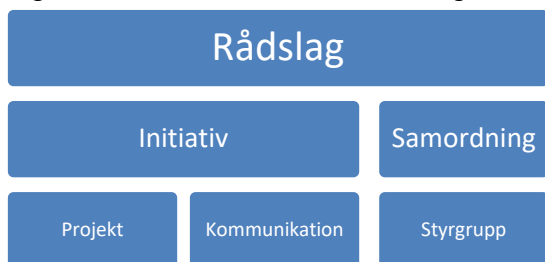 Rådslag
Initiativ
Samordning
Projekt
Kommunikation
Styrgrupp